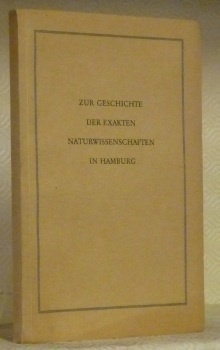 ZUR GESCHICHTE
DER EXAKTEN
NATURWISSENSCHAFTEN
IN HAMBURG